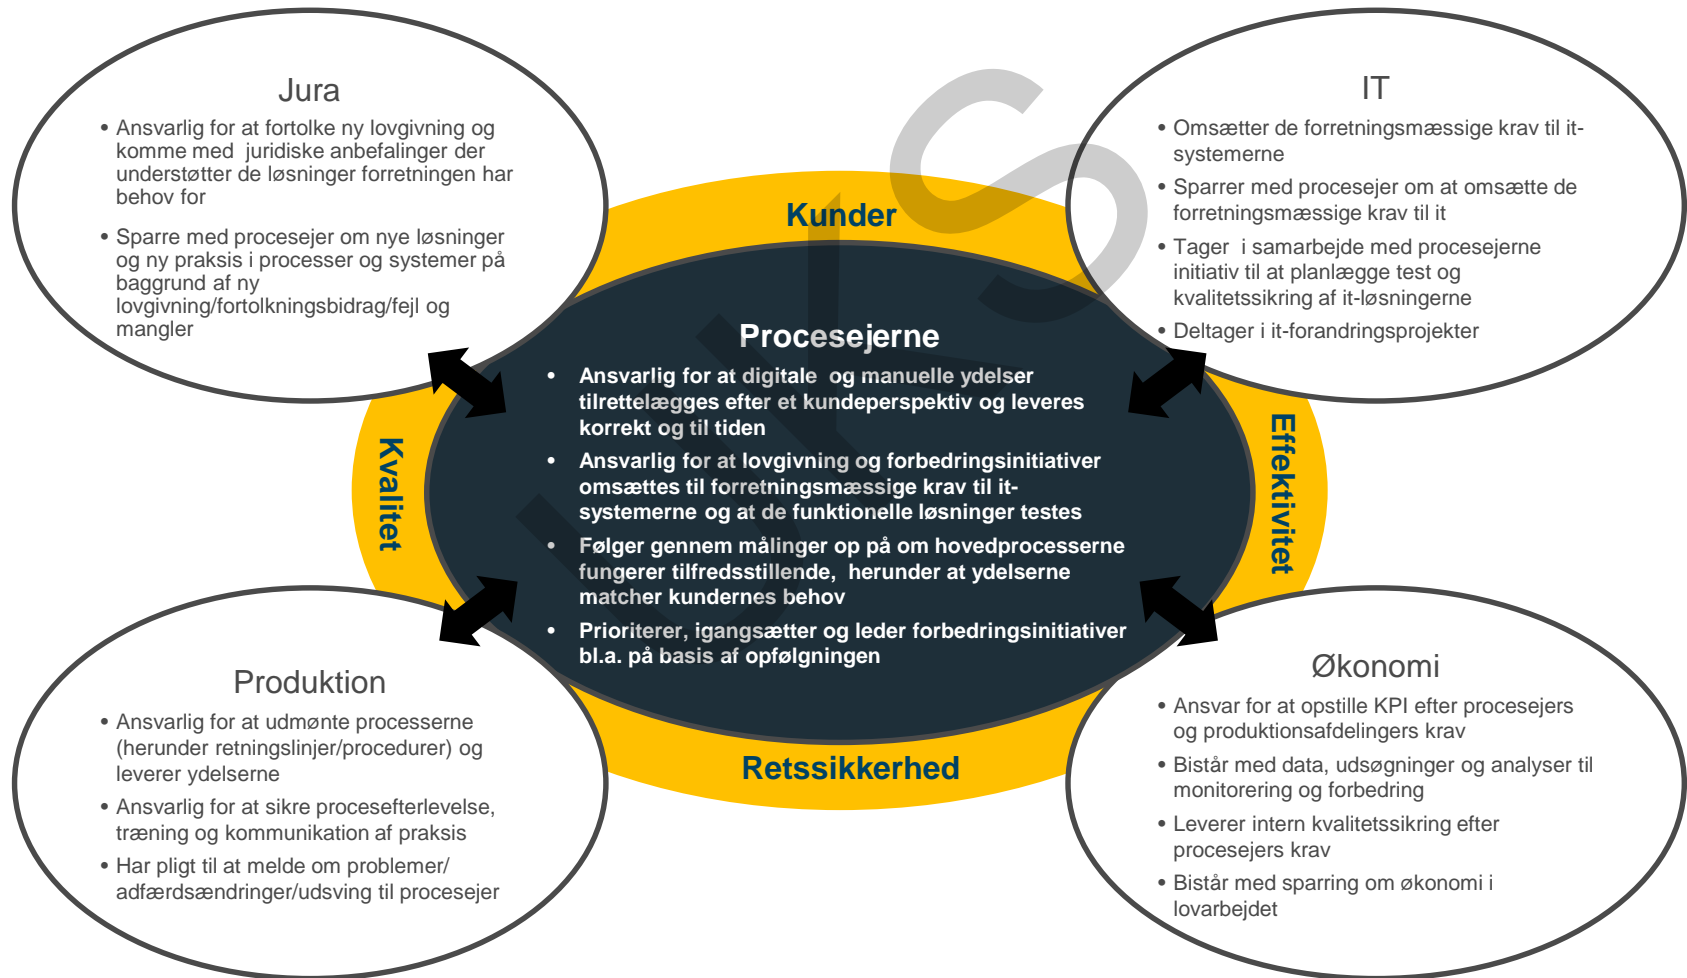 Jura
• Ansvarlig for at fortolke ny lovgivning og
komme med  juridiske anbefalinger der
understøtter de løsninger forretningen har
behov for
• Sparre med procesejer om nye løsninger
og ny praksis i processer og systemer på
baggrund af ny
lovgivning/fortolkningsbidrag/fejl og
mangler
IT
• Omsætter de forretningsmæssige krav til it-
systemerne
• Sparrer med procesejer om at omsætte de
forretningsmæssige krav til it
• Tager  i samarbejde med procesejerne
initiativ til at planlægge test og
kvalitetssikring af it-løsningerne
• Deltager i it-forandringsprojekter
Kunder
Kvalitet
Procesejerne
• Ansvarlig for at digitale  og manuelle ydelser
tilrettelægges efter et kundeperspektiv og leveres
korrekt og til tiden
• Ansvarlig for at lovgivning og forbedringsinitiativer
omsættes til forretningsmæssige krav til it-
systemerne og at de funktionelle løsninger testes
• Følger gennem målinger op på om hovedprocesserne
fungerer tilfredsstillende,  herunder at ydelserne
matcher kundernes behov
• Prioriterer, igangsætter og leder forbedringsinitiativer
bl.a. på basis af opfølgningen
Effektivitet
Retssikkerhed
Produktion
• Ansvarlig for at udmønte processerne
(herunder retningslinjer/procedurer) og
leverer ydelserne
• Ansvarlig for at sikre procesefterlevelse,
træning og kommunikation af praksis
• Har pligt til at melde om problemer/
adfærdsændringer/udsving til procesejer
Økonomi
• Ansvar for at opstille KPI efter procesejers
og produktionsafdelingers krav
• Bistår med data, udsøgninger og analyser til
monitorering og forbedring
• Leverer intern kvalitetssikring efter
procesejers krav
• Bistår med sparring om økonomi i
lovarbejdet
UKS